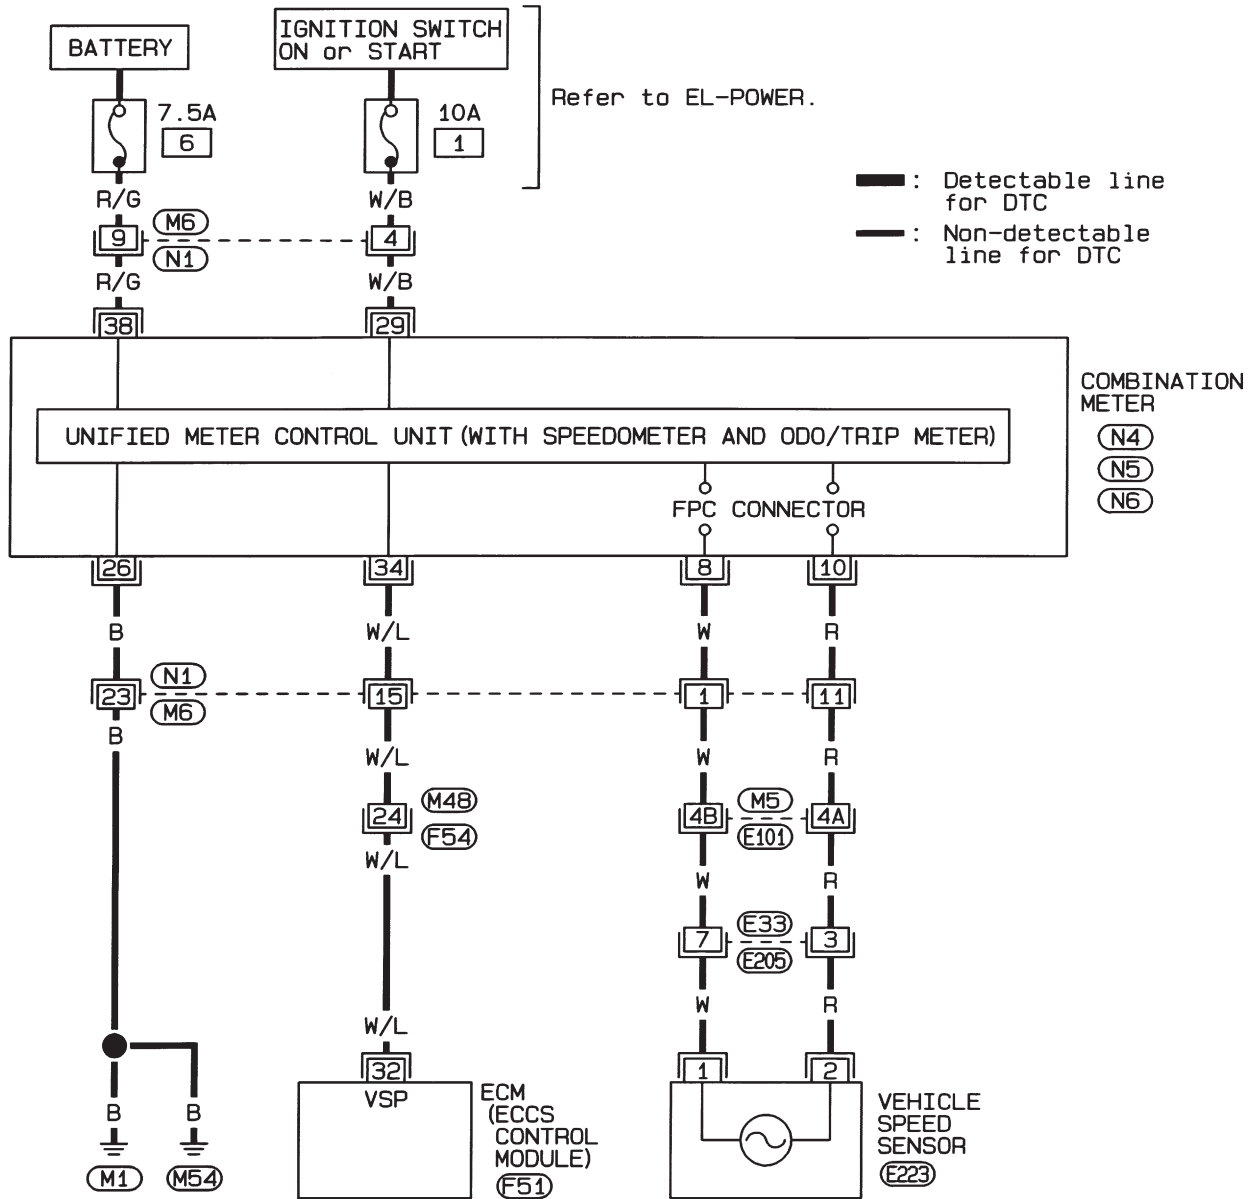 BATTERY
IGNITION SWITCH
ON or START
Refer to EL-POWER.
7.5A
6
10A
1
: Detectable line
for DTC
: Non-detectable
line for DTC
R/G
W/B
9
M6
N1
4
R/G
W/B
38
29
COMBINATION
METER
N4
N5
N6
UNIFIED METER CONTROL UNIT (WITH SPEEDOMETER AND ODO/TRIP METER)
FPC CONNECTOR
26
34
8
10
B
W/L
W
R
23
N1
M6
15
1
11
B
W/L
W
R
24
M48
F54
4B
M5
E101
4A
W/L
W
R
7
E33
E205
3
W/L
W
R
32
1
2
VSP
ECM
(ECCS
CONTROL
MODULE)
F51
VEHICLE
SPEED
SENSOR
E223
B
B
M1
M54